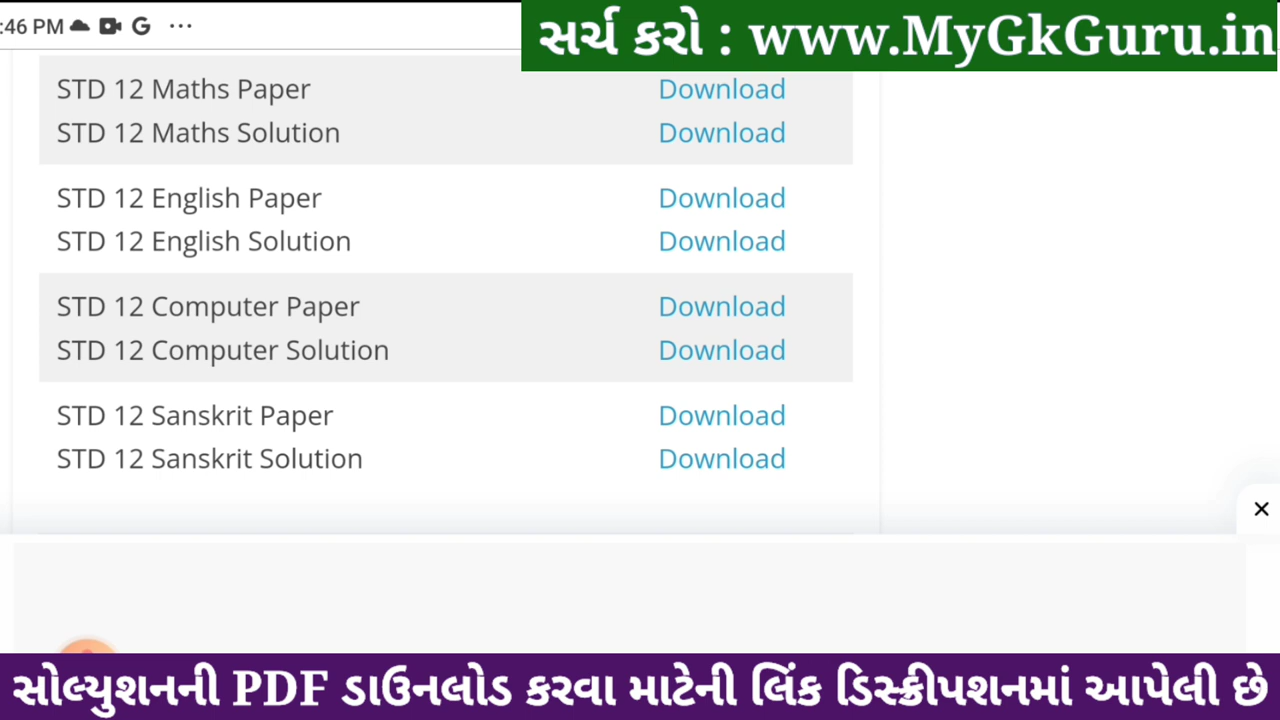 :46 PM G ...
સર્ચ કરો : www.MyGkGuru.in
STD 12 Maths Paper Download
STD 12 Maths Solution Download
STD 12 English Paper Download
STD 12 English Solution Download
STD 12 Computer Paper Download
STD 12 Computer Solution Download
STD 12 Sanskrit Paper Download
STD 12 Sanskrit Solution Download
સોલ્યુશનની PDF ડાઉનલોડ કરવા માટેની લિંક ડિસ્ક્રીપશનમાં આપેલી છે